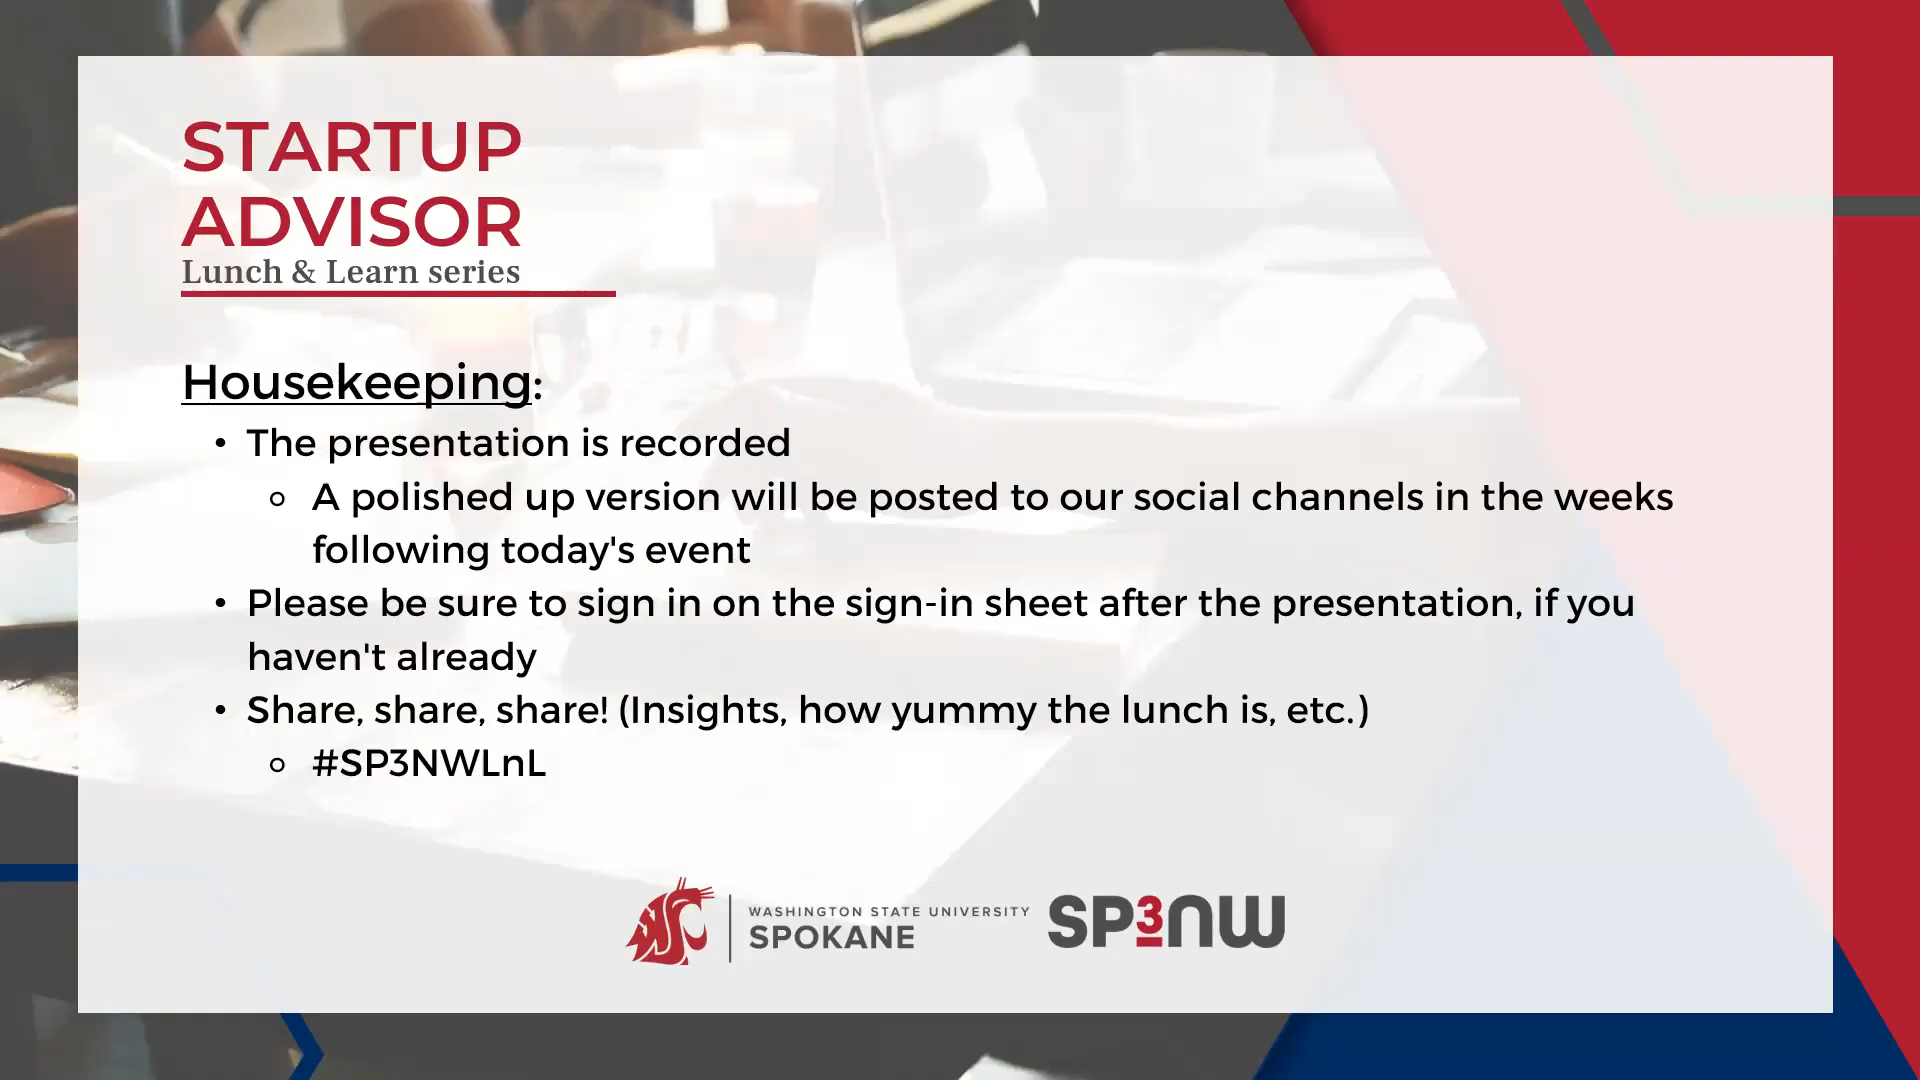 STARTUP
ADVISOR
Lunch & Learn series
Housekeeping:
• The presentation is recorded
○ A polished up version will be posted to our social channels in the weeks
following today's event
• Please be sure to sign in on the sign-in sheet after the presentation, if you
haven't already
• Share, share, share! (Insights, how yummy the lunch is, etc.)
○ #SP3NWLnL
WASHINGTON STATE UNIVERSITY
SPOKANE
SP3NW